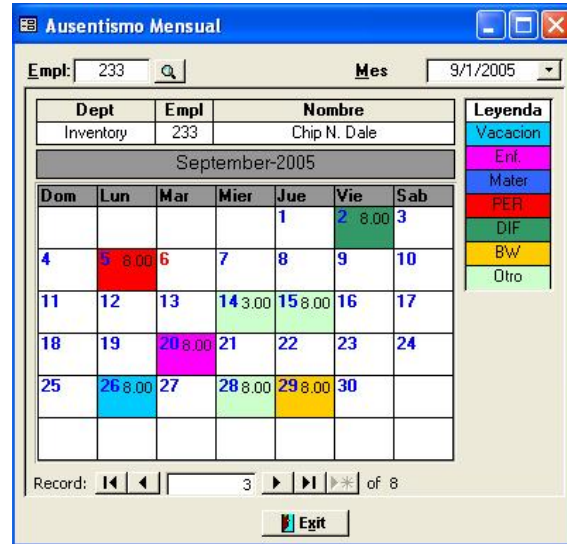 Ausentismo Mensual
Empl: 233 Mes 9/1/2005
Dept Empl Nombre
Inventory 233 Chip N. Dale
September-2005
Dom Lun Mar Mier Jue Vie Sab
1 2 8.00 3
4 5 8.00 6 7 8 9 10
11 12 13 14 3.00 15 8.00 16 17
18 19 20 8.00 21 22 23 24
25 26 8.00 27 28 8.00 29 8.00 30
Leyenda
Vacacion
Enf.
Mater
PER
DIF
BW
Otro
Record: 3 of 8
Exit